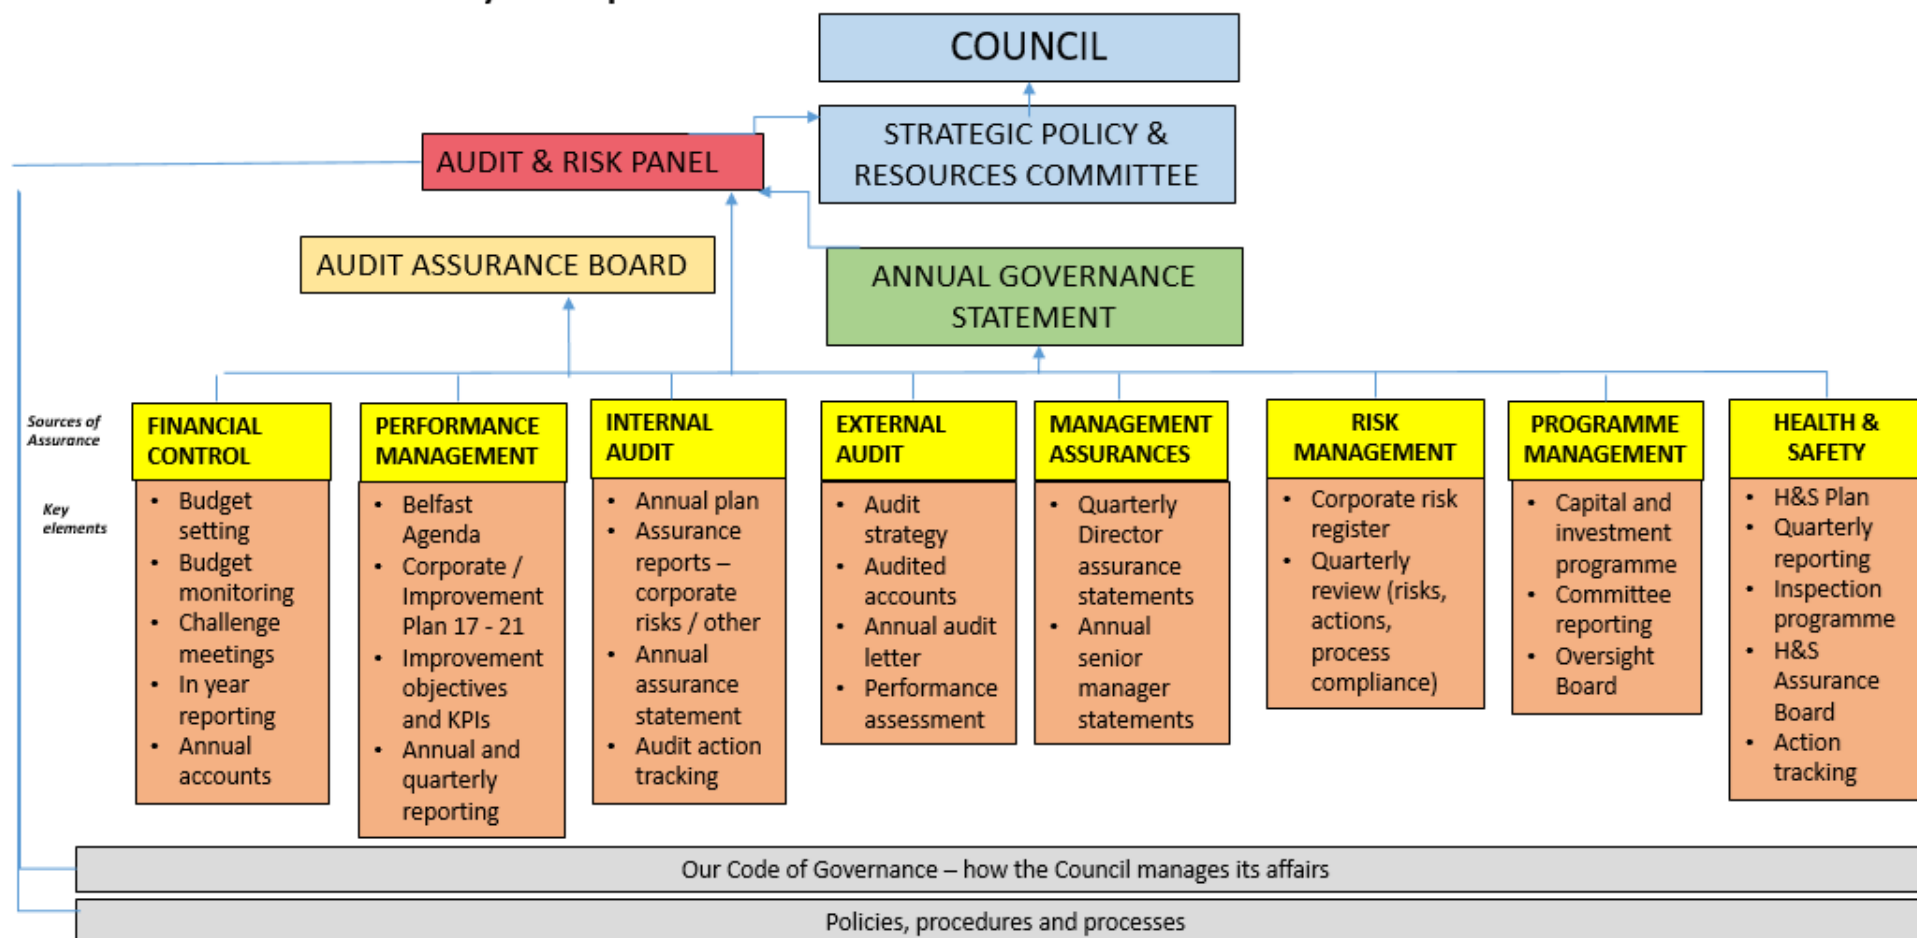 COUNCIL
STRATEGIC POLICY &
RESOURCES COMMITTEE
AUDIT & RISK PANEL
AUDIT ASSURANCE BOARD
ANNUAL GOVERNANCE
STATEMENT
Sources of
Assurance
Key
elements
FINANCIAL
CONTROL
• Budget
setting
• Budget
monitoring
• Challenge
meetings
• In year
reporting
• Annual
accounts
PERFORMANCE
MANAGEMENT
• Belfast
Agenda
• Corporate /
Improvement
Plan 17 - 21
• Improvement
objectives
and KPIs
• Annual and
quarterly
reporting
INTERNAL
AUDIT
• Annual plan
• Assurance
reports –
corporate
risks / other
• Annual
assurance
statement
• Audit action
tracking
EXTERNAL
AUDIT
• Audit
strategy
• Audited
accounts
• Annual audit
letter
• Performance
assessment
MANAGEMENT
ASSURANCES
• Quarterly
Director
assurance
statements
• Annual
senior
manager
statements
RISK
MANAGEMENT
• Corporate risk
register
• Quarterly
review (risks,
actions,
process
compliance)
PROGRAMME
MANAGEMENT
• Capital and
investment
programme
• Committee
reporting
• Oversight
Board
HEALTH &
SAFETY
• H&S Plan
• Quarterly
reporting
• Inspection
programme
• H&S
Assurance
Board
• Action
tracking
Our Code of Governance – how the Council manages its affairs
Policies, procedures and processes